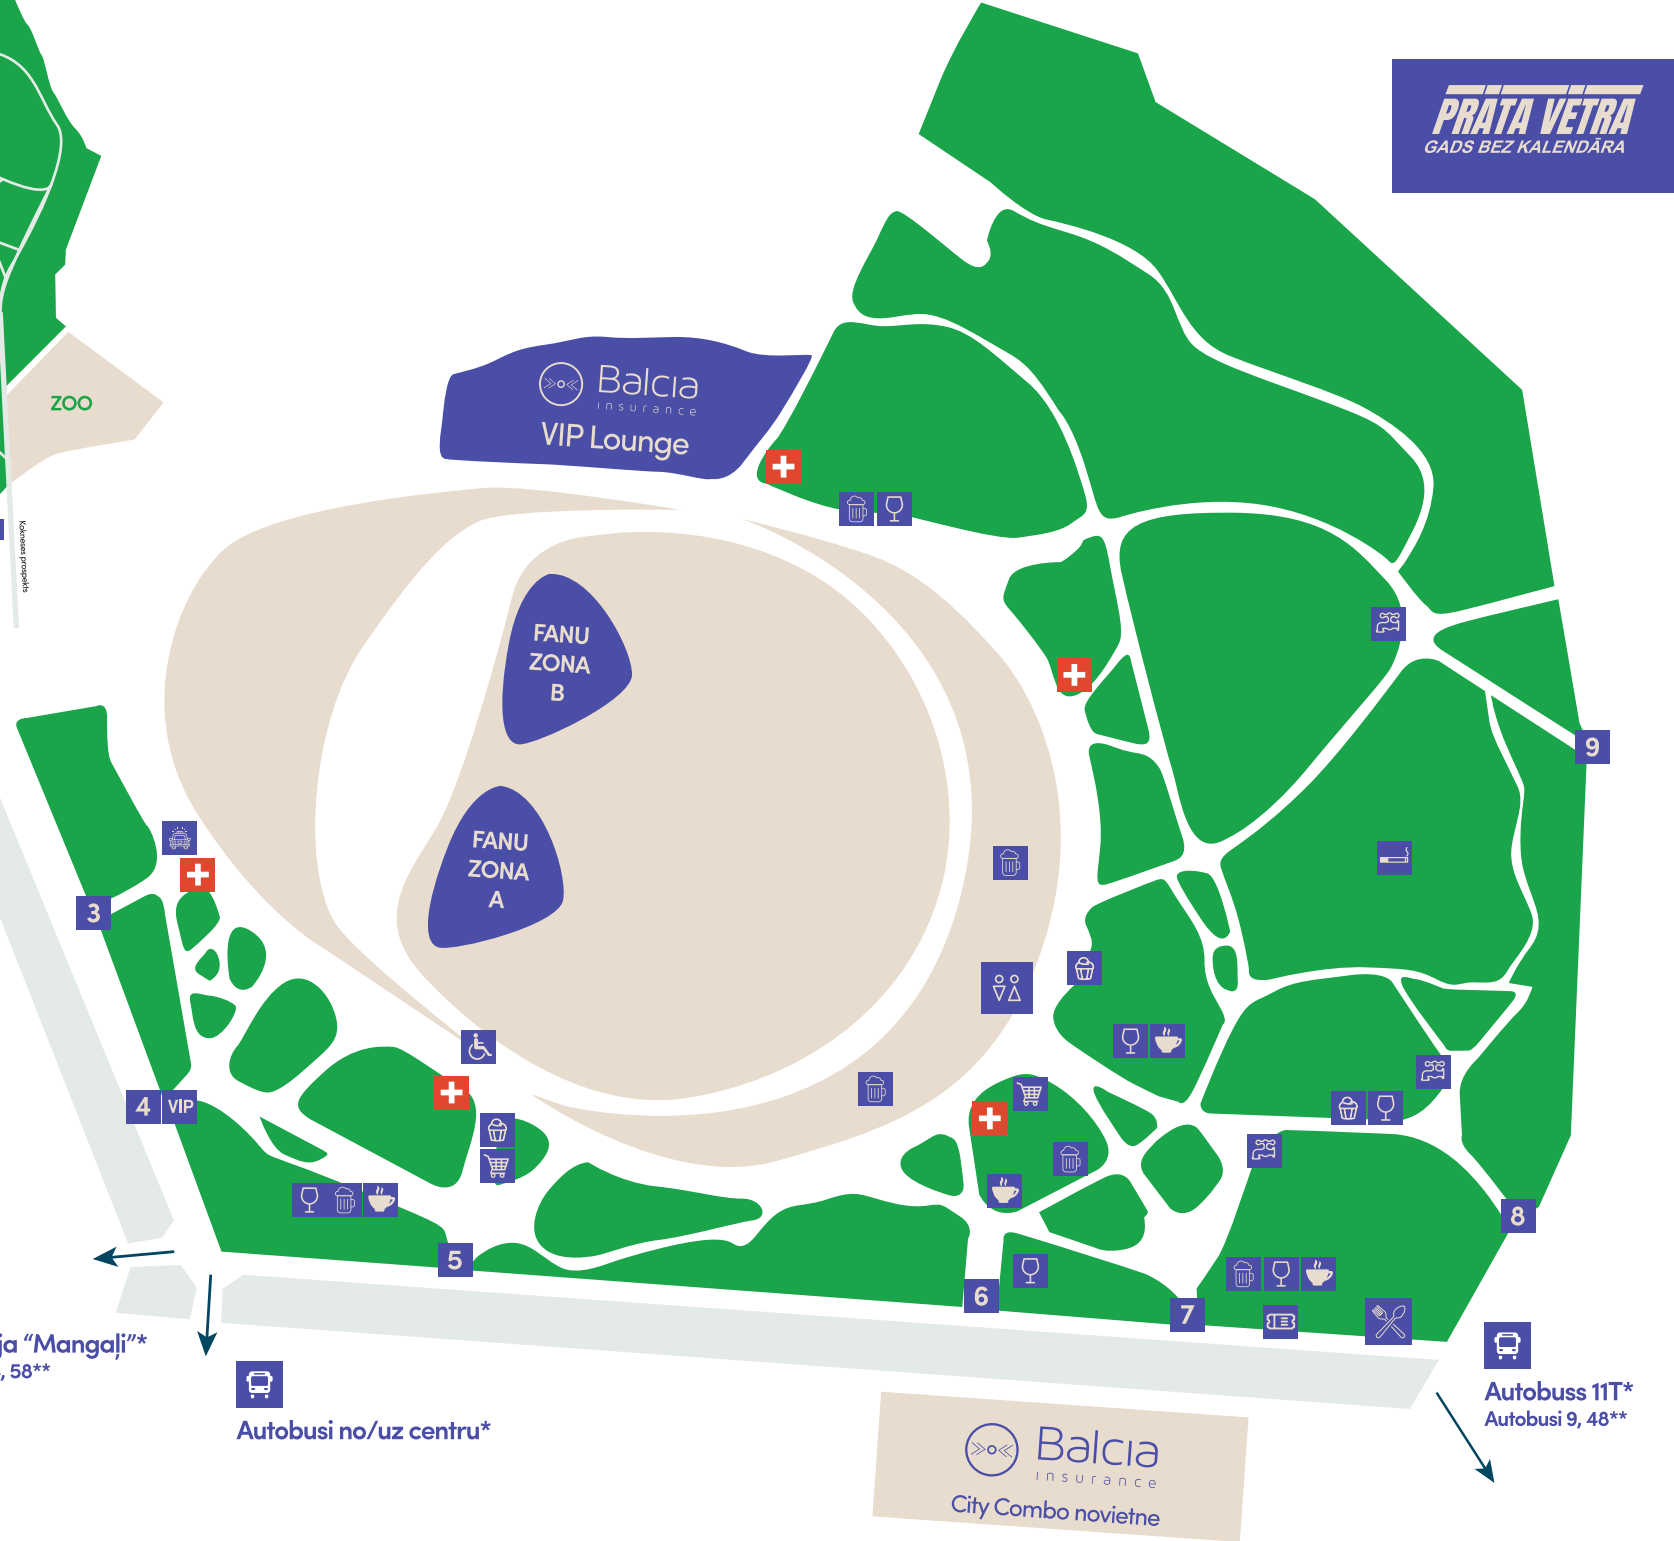 PRĀTA VĒTRA
GADS BEZ KALENDĀRA
Balcia
insurance
VIP Lounge
ZOO
Kokneses prospekts
FANU
ZONA
B
FANU
ZONA
A
9
3
4 VIP
5
6
7
8
ja “Mangaļi”*
, 58**
Autobusi no/uz centru*
Autobuss 11T*
Autobusi 9, 48**
Balcia
insurance
City Combo novietne